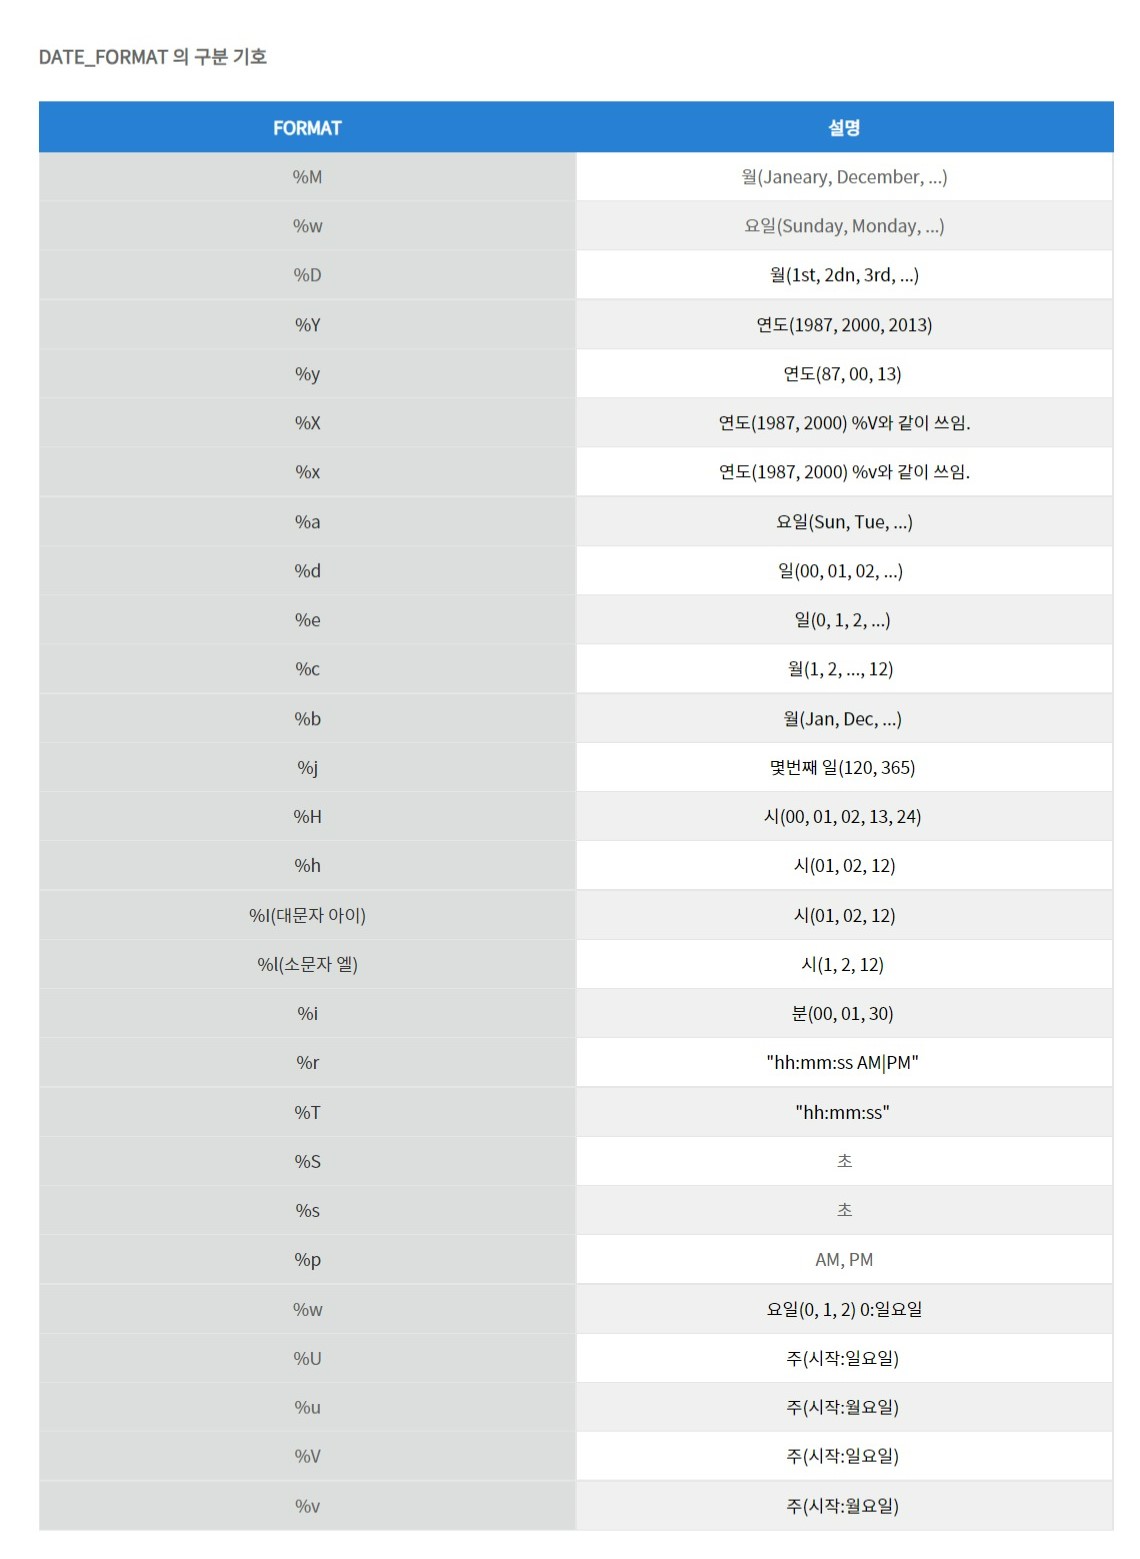 DATE_FORMAT 의 구분 기호
FORMAT 설명
%M 월(Janeary, December, ...)
%w 요일(Sunday, Monday, ...)
%D 월(1st, 2dn, 3rd, ...)
%Y 연도(1987, 2000, 2013)
%y 연도(87, 00, 13)
%X 연도(1987, 2000) %V와 같이 쓰임.
%x 연도(1987, 2000) %v와 같이 쓰임.
%a 요일(Sun, Tue, ...)
%d 일(00, 01, 02, ...)
%e 일(0, 1, 2, ...)
%c 월(1, 2, ..., 12)
%b 월(Jan, Dec, ...)
%j 몇번째 일(120, 365)
%H 시(00, 01, 02, 13, 24)
%h 시(01, 02, 12)
%I(대문자 아이) 시(01, 02, 12)
%l(소문자 엘) 시(1, 2, 12)
%i 분(00, 01, 30)
%r "hh:mm:ss AM|PM"
%T "hh:mm:ss"
%S 초
%s 초
%p AM, PM
%w 요일(0, 1, 2) 0:일요일
%U 주(시작:일요일)
%u 주(시작:월요일)
%V 주(시작:일요일)
%v 주(시작:월요일)